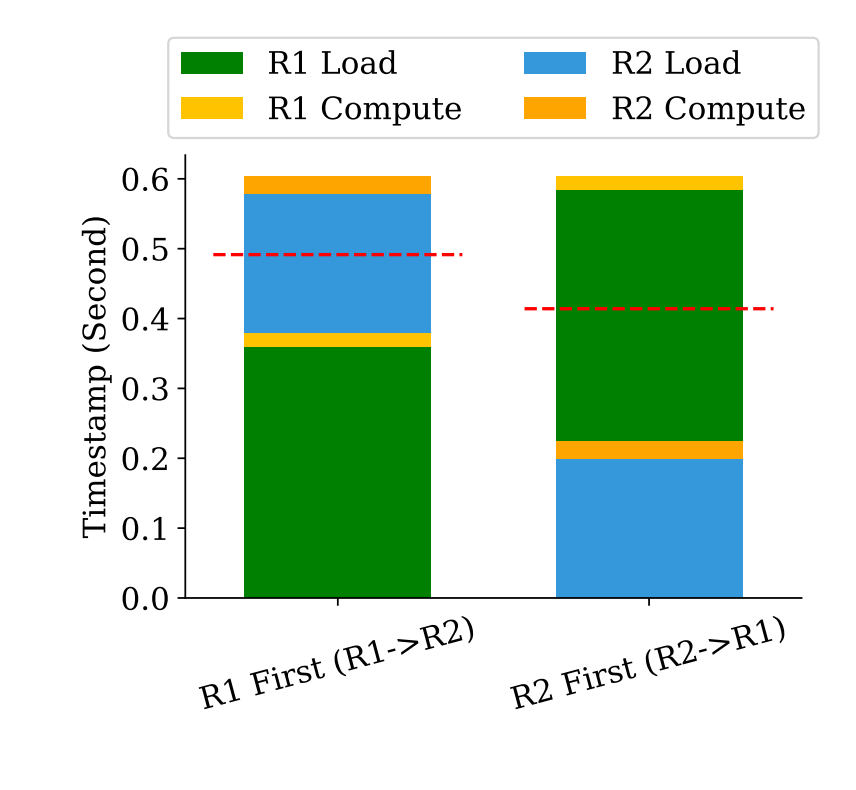 R1 Load
R2 Load
R1 Compute
R2 Compute
Timestamp (Second)
0.6
0.5
0.4
0.3
0.2
0.1
0.0
R1 First (R1->R2)
R2 First (R2->R1)